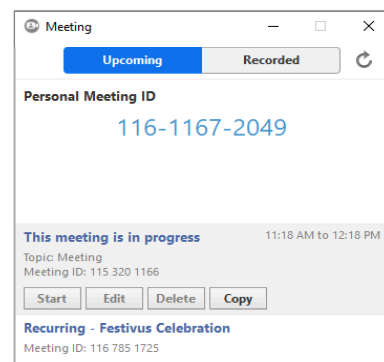 Meeting
Upcoming Recorded
Personal Meeting ID
116-1167-2049
This meeting is in progress 11:18 AM to 12:18 PM
Topic: Meeting
Meeting ID: 115 320 1166
Start Edit Delete Copy
Recurring - Festivus Celebration
Meeting ID: 116 785 1725